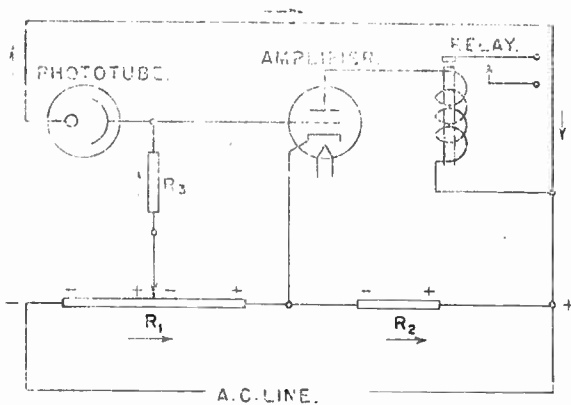 PHOTOTUBE.
AMPLIFIER.
RELAY.
R3
- + - +
- +
- +
R1
R2
A.C. LINE.